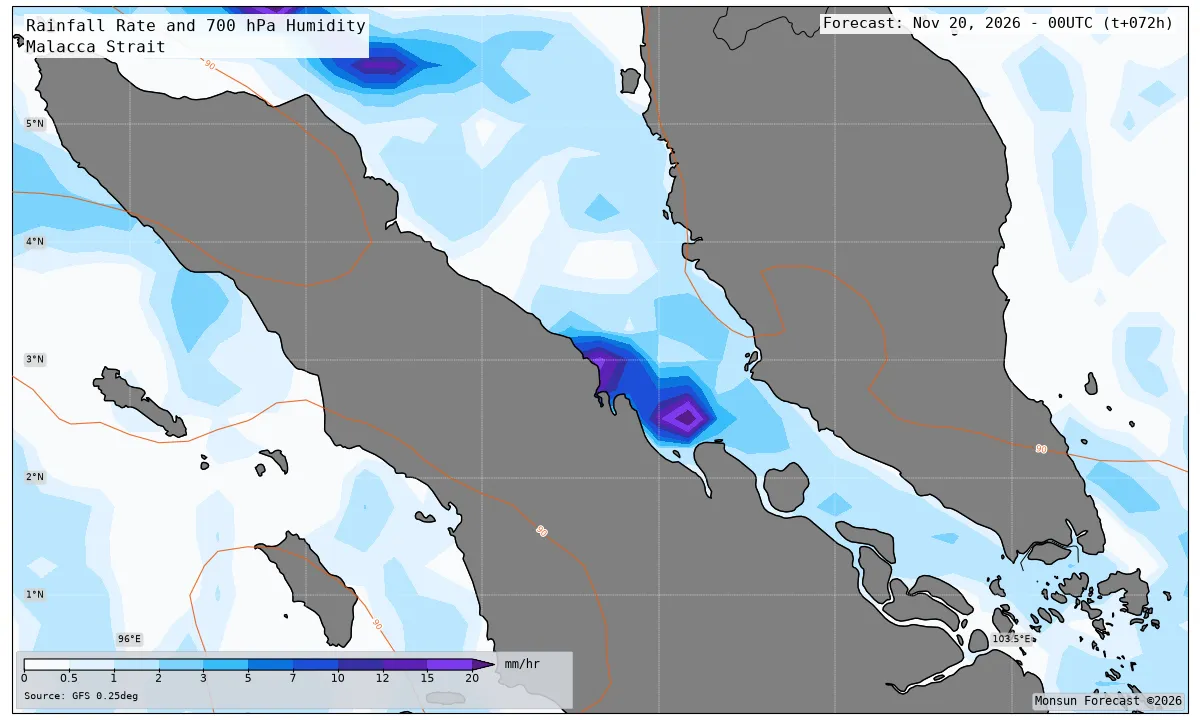 Rainfall Rate and 700 hPa Humidity
Malacca Strait
Forecast: Nov 20, 2026 - 00UTC (t+072h)
90
5°N
4°N
3°N
90
2°N
90
1°N
90
96°E
103.5°E
0 0.5 1 2 3 5 7 10 12 15 20 mm/hr
Source: GFS 0.25deg
Monsun Forecast ©2026